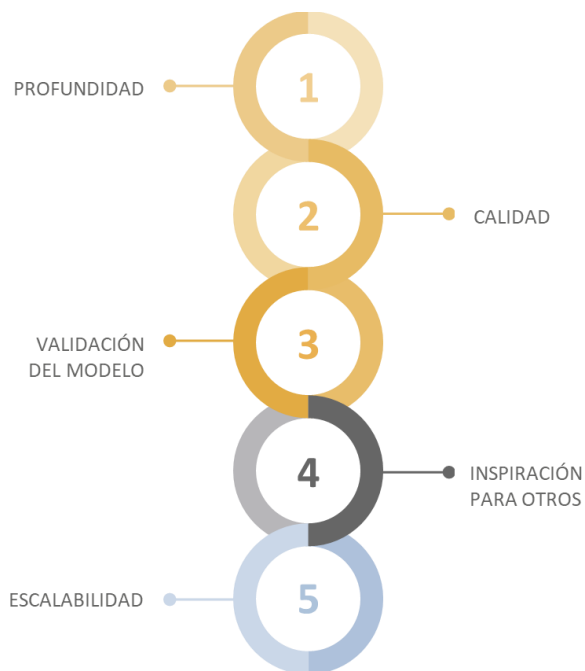 1
PROFUNDIDAD
2
CALIDAD
3
VALIDACIÓN
DEL MODELO
4
INSPIRACIÓN
PARA OTROS
5
ESCALABILIDAD